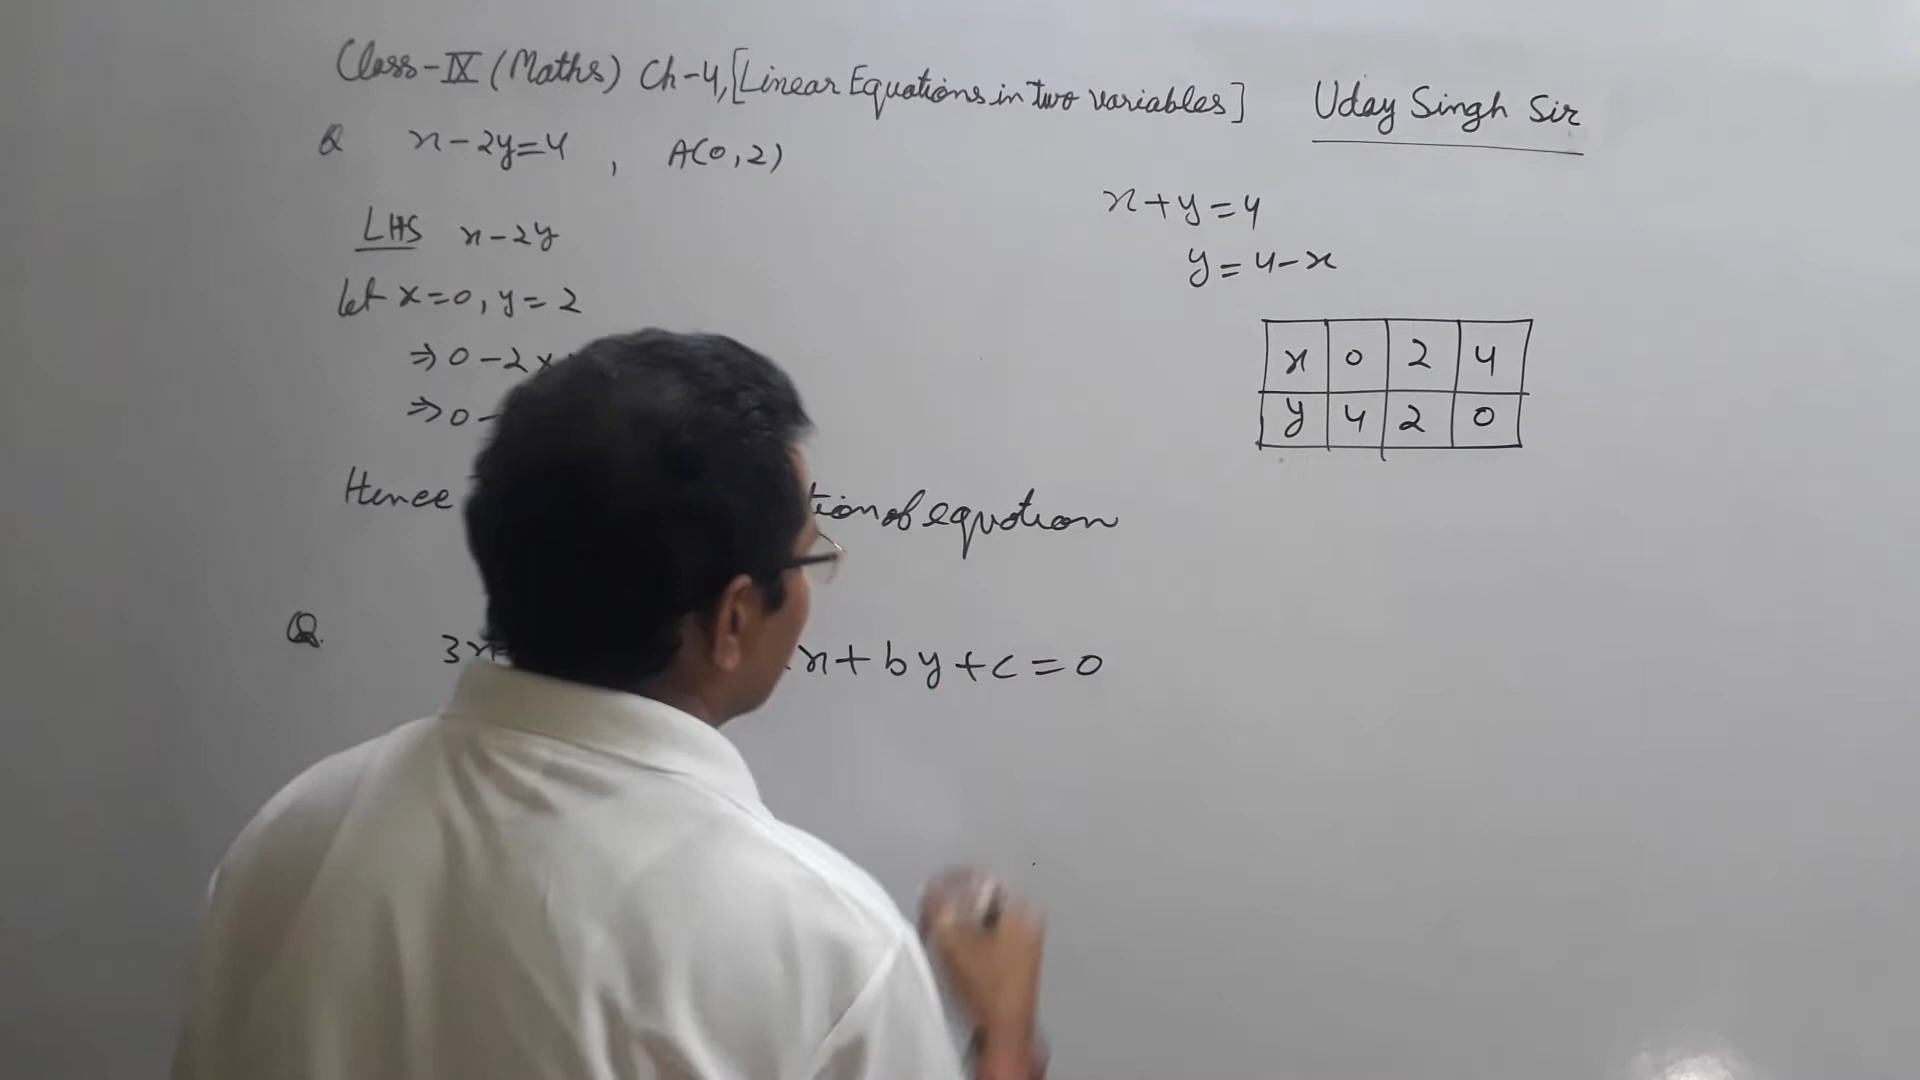 Class-IX (Maths) Ch-4, [Linear Equations in two variables]
Uday Singh Sir
Q x-2y=4 , A(0,2)
LHS x-2y
let x=0, y=2
⇒ 0-2×
⇒ 0-
Hence tion of equation
x+y=4
y=4-x
x 0 2 4
y 4 2 0
Q. 3x x+by+c=0